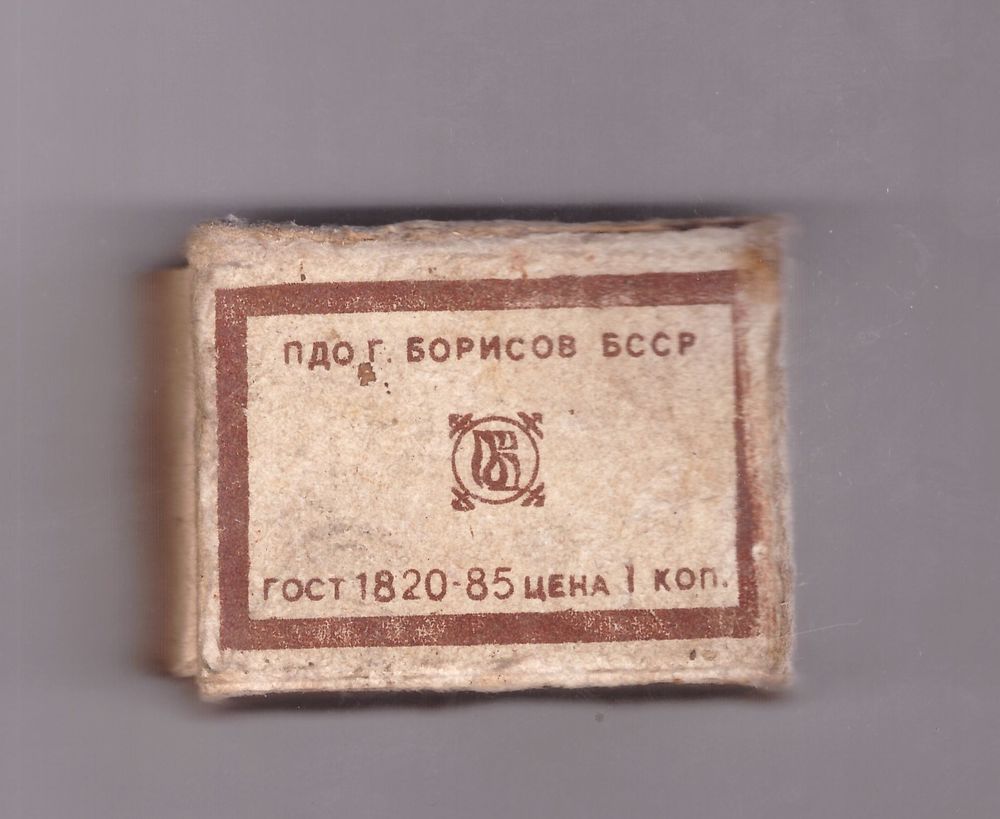 ПДО Г. БОРИСОВ БССР
ГОСТ 1820-85 ЦЕНА 1 КОП.